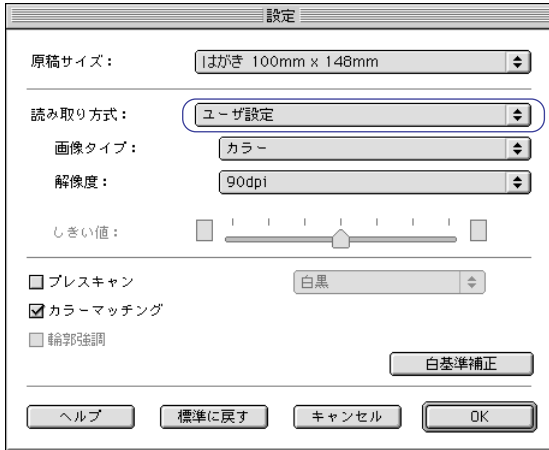 設定
原稿サイズ： はがき 100mm x 148mm
読み取り方式： ユーザ設定
画像タイプ： カラー
解像度： 90dpi
しきい値：
プレスキャン 白黒
カラーマッチング
輪郭強調
白基準補正
ヘルプ 標準に戻す キャンセル OK